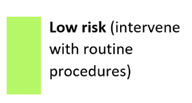 Low risk (intervene
with routine
procedures)